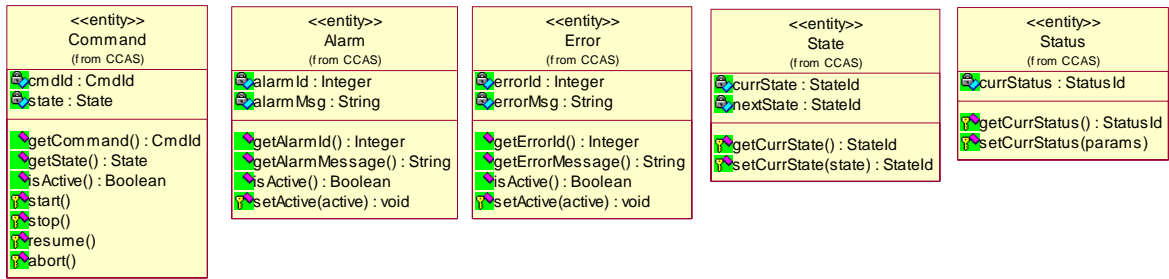 <<entity>>
Command
(from CCAS)
cmdId : CmdId
state : State
getCommand() : CmdId
getState() : State
isActive() : Boolean
start()
stop()
resume()
abort()
<<entity>>
Alarm
(from CCAS)
alarmId : Integer
alarmMsg : String
getAlarmId() : Integer
getAlarmMessage() : String
isActive() : Boolean
setActive(active) : void
<<entity>>
Error
(from CCAS)
errorId : Integer
errorMsg : String
getErrorId() : Integer
getErrorMessage() : String
isActive() : Boolean
setActive(active) : void
<<entity>>
State
(from CCAS)
currState : StateId
nextState : StateId
getCurrState() : StateId
setCurrState(state) : StateId
<<entity>>
Status
(from CCAS)
currStatus : StatusId
getCurrStatus() : StatusId
setCurrStatus(params)